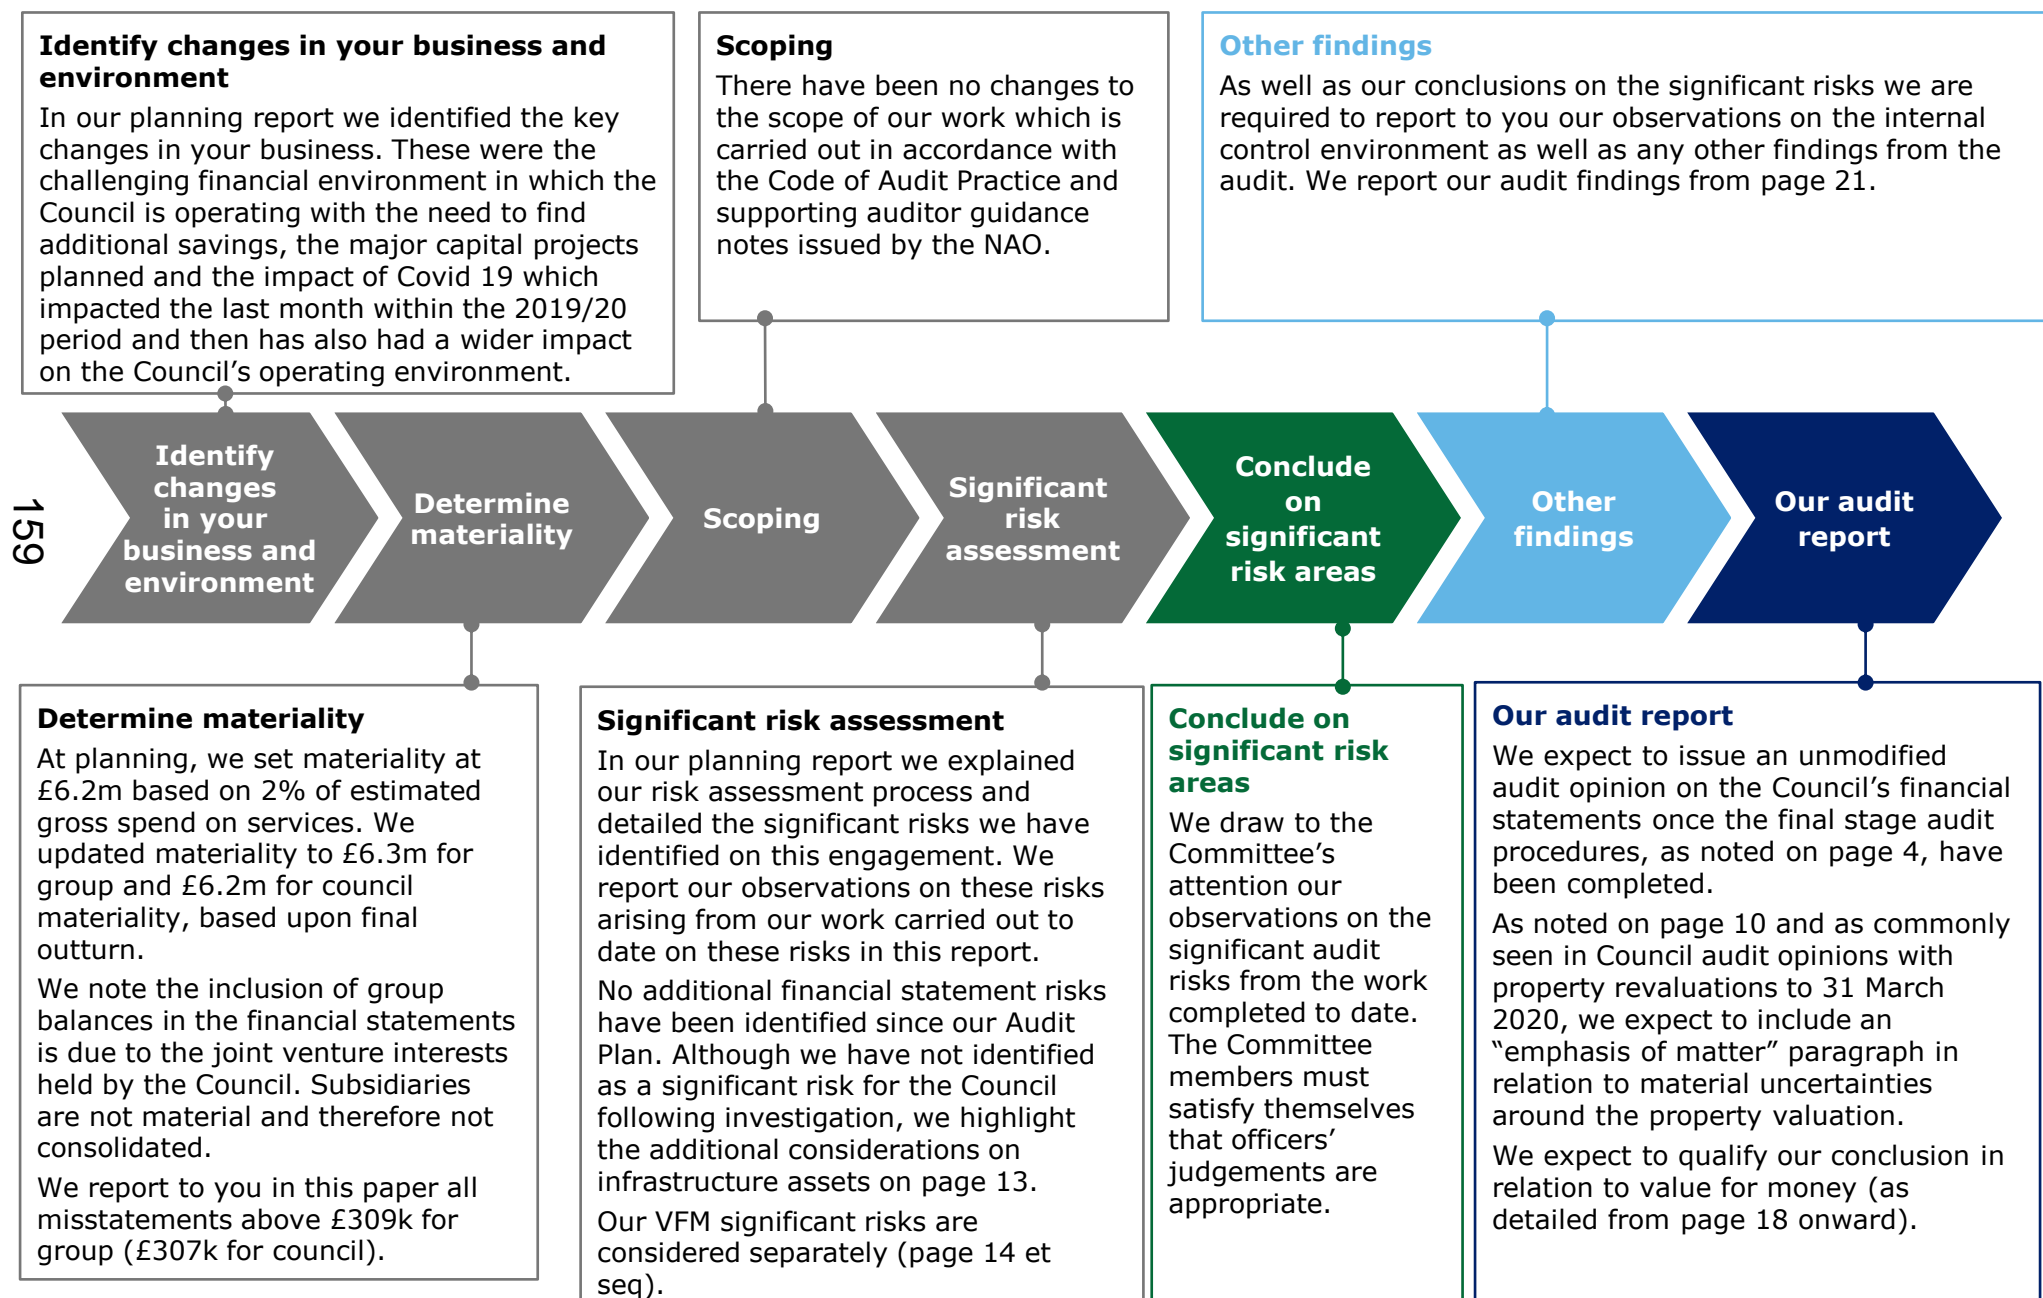 Identify changes in your business and
environment
In our planning report we identified the key
changes in your business. These were the
challenging financial environment in which the
Council is operating with the need to find
additional savings, the major capital projects
planned and the impact of Covid 19 which
impacted the last month within the 2019/20
period and then has also had a wider impact
on the Council’s operating environment.
Scoping
There have been no changes to
the scope of our work which is
carried out in accordance with
the Code of Audit Practice and
supporting auditor guidance
notes issued by the NAO.
Other findings
As well as our conclusions on the significant risks we are
required to report to you our observations on the internal
control environment as well as any other findings from the
audit. We report our audit findings from page 21.
159
Identify
changes
in your
business and
environment
Determine
materiality
Scoping
Significant
risk
assessment
Conclude
on
significant
risk areas
Other
findings
Our audit
report
Determine materiality
At planning, we set materiality at
£6.2m based on 2% of estimated
gross spend on services. We
updated materiality to £6.3m for
group and £6.2m for council
materiality, based upon final
outturn.
We note the inclusion of group
balances in the financial statements
is due to the joint venture interests
held by the Council. Subsidiaries
are not material and therefore not
consolidated.
We report to you in this paper all
misstatements above £309k for
group (£307k for council).
Significant risk assessment
In our planning report we explained
our risk assessment process and
detailed the significant risks we have
identified on this engagement. We
report our observations on these risks
arising from our work carried out to
date on these risks in this report.
No additional financial statement risks
have been identified since our Audit
Plan. Although we have not identified
as a significant risk for the Council
following investigation, we highlight
the additional considerations on
infrastructure assets on page 13.
Our VFM significant risks are
considered separately (page 14 et
seq).
Conclude on
significant risk
areas
We draw to the
Committee’s
attention our
observations on the
significant audit
risks from the work
completed to date.
The Committee
members must
satisfy themselves
that officers’
judgements are
appropriate.
Our audit report
We expect to issue an unmodified
audit opinion on the Council’s financial
statements once the final stage audit
procedures, as noted on page 4, have
been completed.
As noted on page 10 and as commonly
seen in Council audit opinions with
property revaluations to 31 March
2020, we expect to include an
“emphasis of matter” paragraph in
relation to material uncertainties
around the property valuation.
We expect to qualify our conclusion in
relation to value for money (as
detailed from page 18 onward).